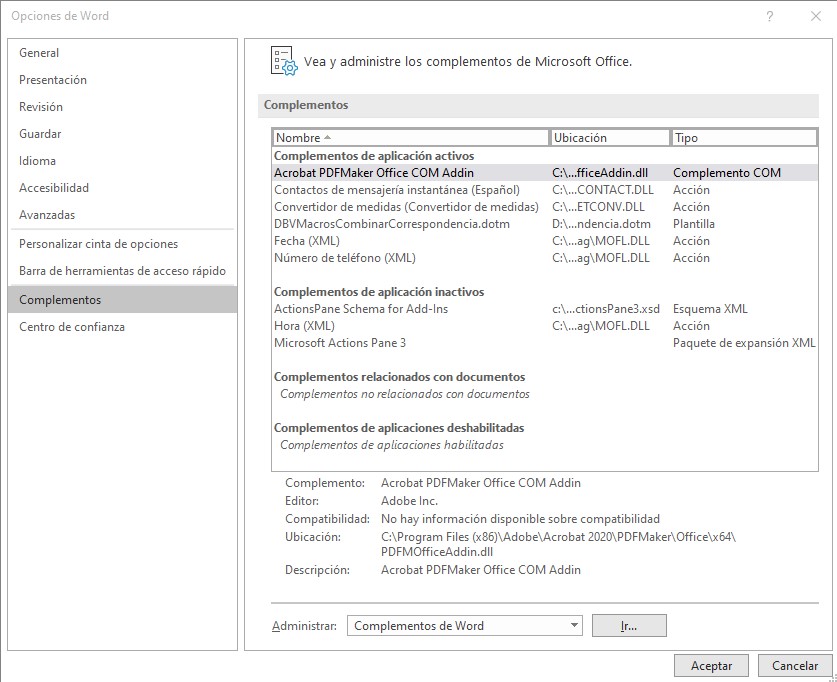 Opciones de Word
General
Presentación
Revisión
Guardar
Idioma
Accesibilidad
Avanzadas
Personalizar cinta de opciones
Barra de herramientas de acceso rápido
Complementos
Centro de confianza
Vea y administre los complementos de Microsoft Office.
Complementos
Nombre Ubicación Tipo
Complementos de aplicación activos
Acrobat PDFMaker Office COM Addin C:\...fficeAddin.dll Complemento COM
Contactos de mensajería instantánea (Español) C:\...CONTACT.DLL Acción
Convertidor de medidas (Convertidor de medidas) C:\...ETCONV.DLL Acción
DBVMacrosCombinarCorrespondencia.dotm D:\...ndencia.dotm Plantilla
Fecha (XML) C:\...ag\MOFL.DLL Acción
Número de teléfono (XML) C:\...ag\MOFL.DLL Acción
Complementos de aplicación inactivos
ActionsPane Schema for Add-Ins c:\...ctionsPane3.xsd Esquema XML
Hora (XML) C:\...ag\MOFL.DLL Acción
Microsoft Actions Pane 3 Paquete de expansión XML
Complementos relacionados con documentos
Complementos no relacionados con documentos
Complementos de aplicaciones deshabilitadas
Complementos de aplicaciones habilitadas
Complemento: Acrobat PDFMaker Office COM Addin
Editor: Adobe Inc.
Compatibilidad: No hay información disponible sobre compatibilidad
Ubicación: C:\Program Files (x86)\Adobe\Acrobat 2020\PDFMaker\Office\x64\
PDFMOfficeAddin.dll
Descripción: Acrobat PDFMaker Office COM Addin
Administrar: Complementos de Word Ir...
Aceptar Cancelar